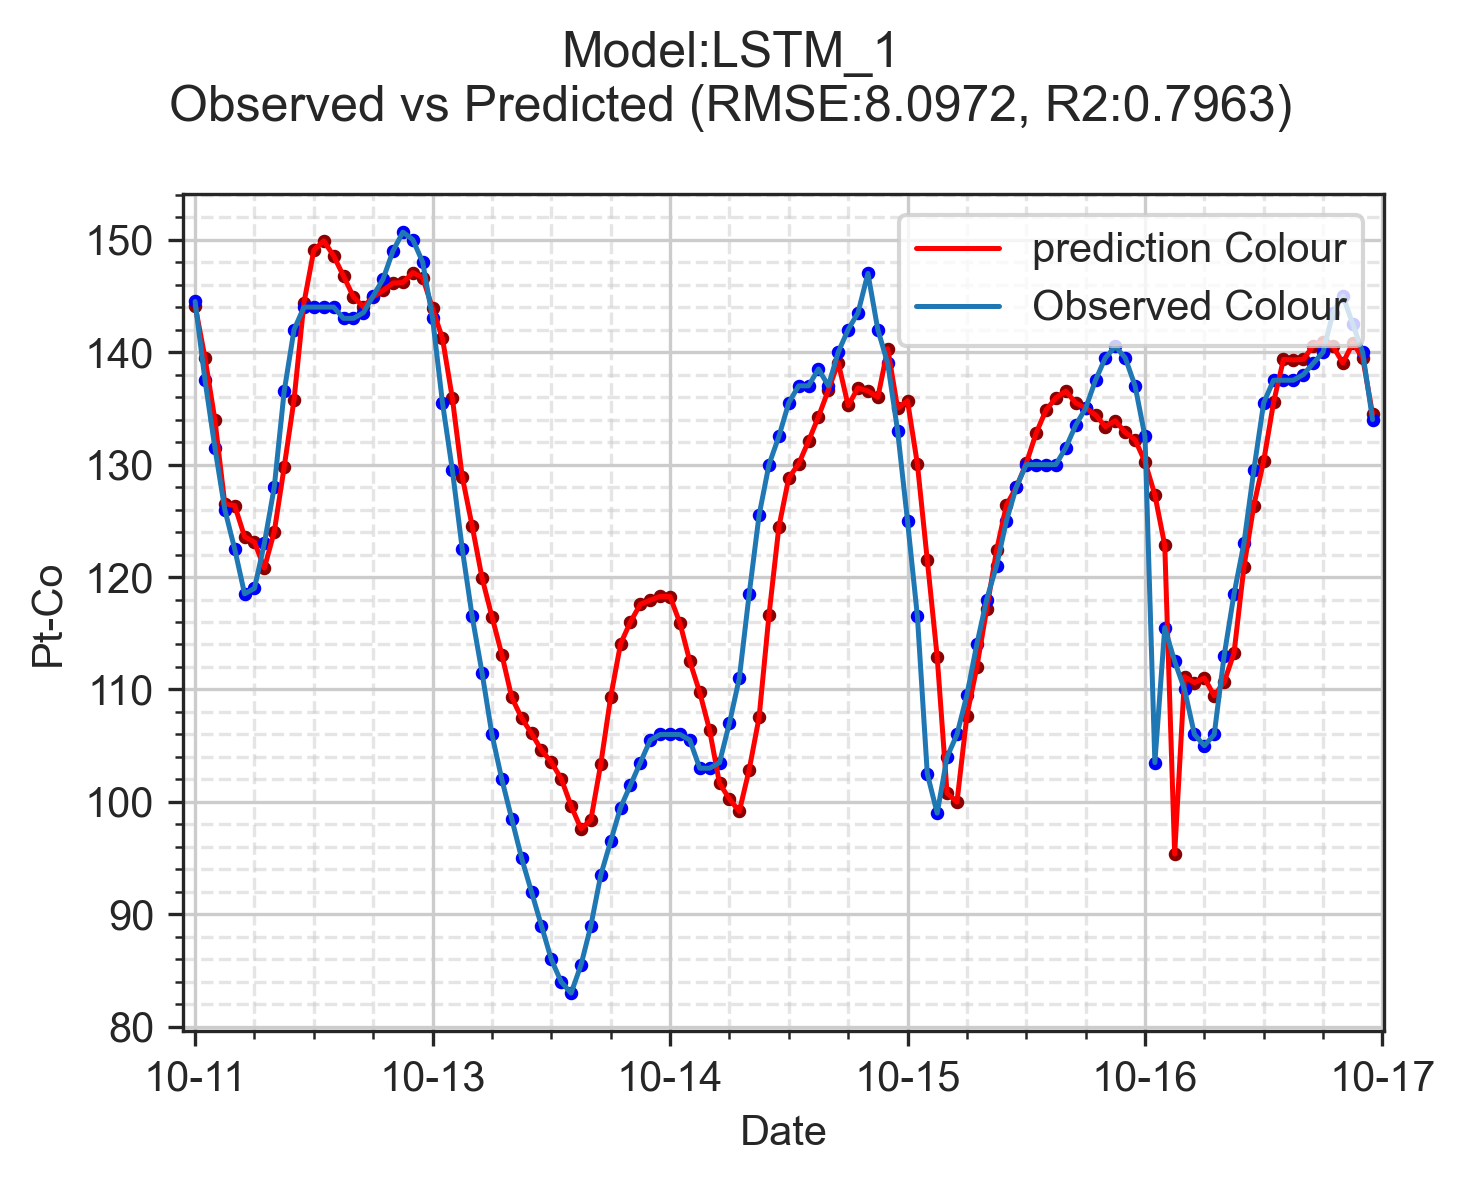 Model:LSTM_1
Observed vs Predicted (RMSE:8.0972, R2:0.7963)
prediction Colour
Observed Colour
Pt-Co
150
140
130
120
110
100
90
80
10-11 10-13 10-14 10-15 10-16 10-17
Date